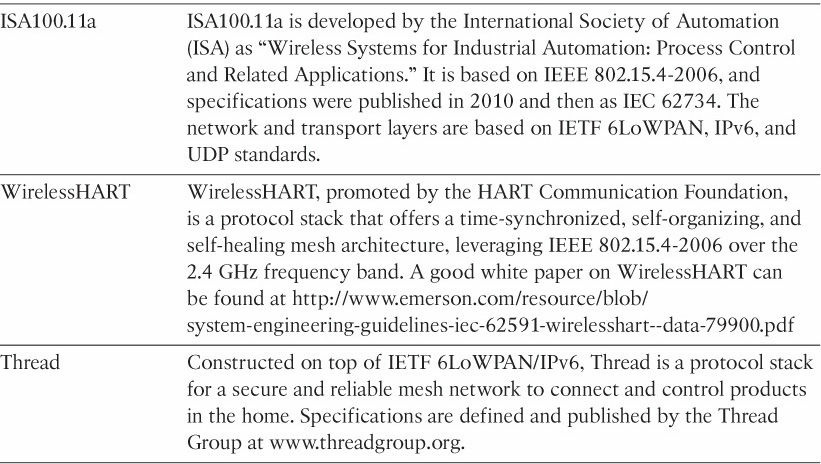 ISA100.11a
ISA100.11a is developed by the International Society of Automation
(ISA) as “Wireless Systems for Industrial Automation: Process Control
and Related Applications.” It is based on IEEE 802.15.4-2006, and
specifications were published in 2010 and then as IEC 62734. The
network and transport layers are based on IETF 6LoWPAN, IPv6, and
UDP standards.
WirelessHART
WirelessHART, promoted by the HART Communication Foundation,
is a protocol stack that offers a time-synchronized, self-organizing, and
self-healing mesh architecture, leveraging IEEE 802.15.4-2006 over the
2.4 GHz frequency band. A good white paper on WirelessHART can
be found at http://www.emerson.com/resource/blob/
system-engineering-guidelines-iec-62591-wirelesshart--data-79900.pdf
Thread
Constructed on top of IETF 6LoWPAN/IPv6, Thread is a protocol stack
for a secure and reliable mesh network to connect and control products
in the home. Specifications are defined and published by the Thread
Group at www.threadgroup.org.